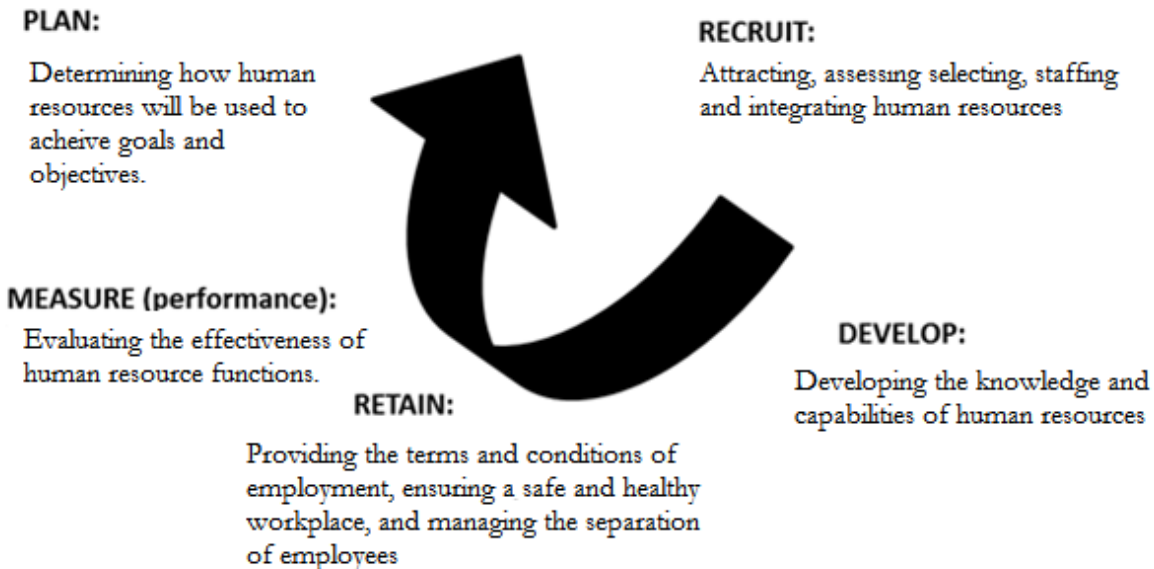 PLAN:
Determining how human
resources will be used to
acheive goals and
objectives.
RECRUIT:
Attracting, assessing selecting, staffing
and integrating human resources
DEVELOP:
Developing the knowledge and
capabilities of human resources
RETAIN:
Providing the terms and conditions of
employment, ensuring a safe and healthy
workplace, and managing the separation
of employees
MEASURE (performance):
Evaluating the effectiveness of
human resource functions.